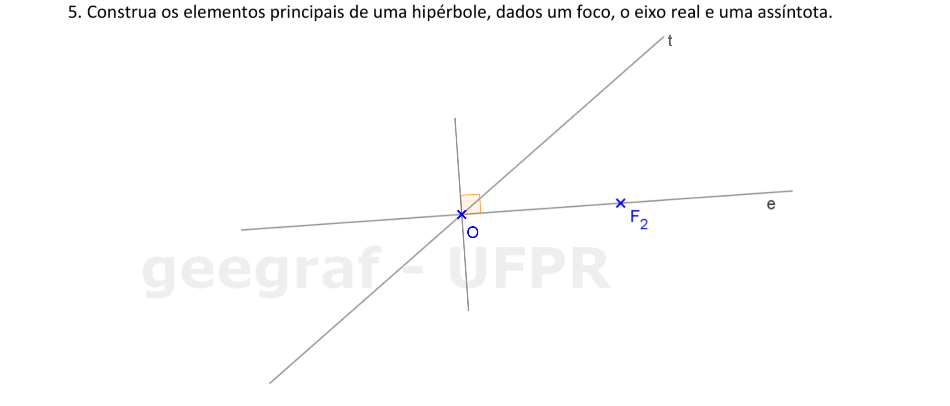 5. Construa os elementos principais de uma hipérbole, dados um foco, o eixo real e uma assíntota.
t
e
F2
O
geegraf - UFPR